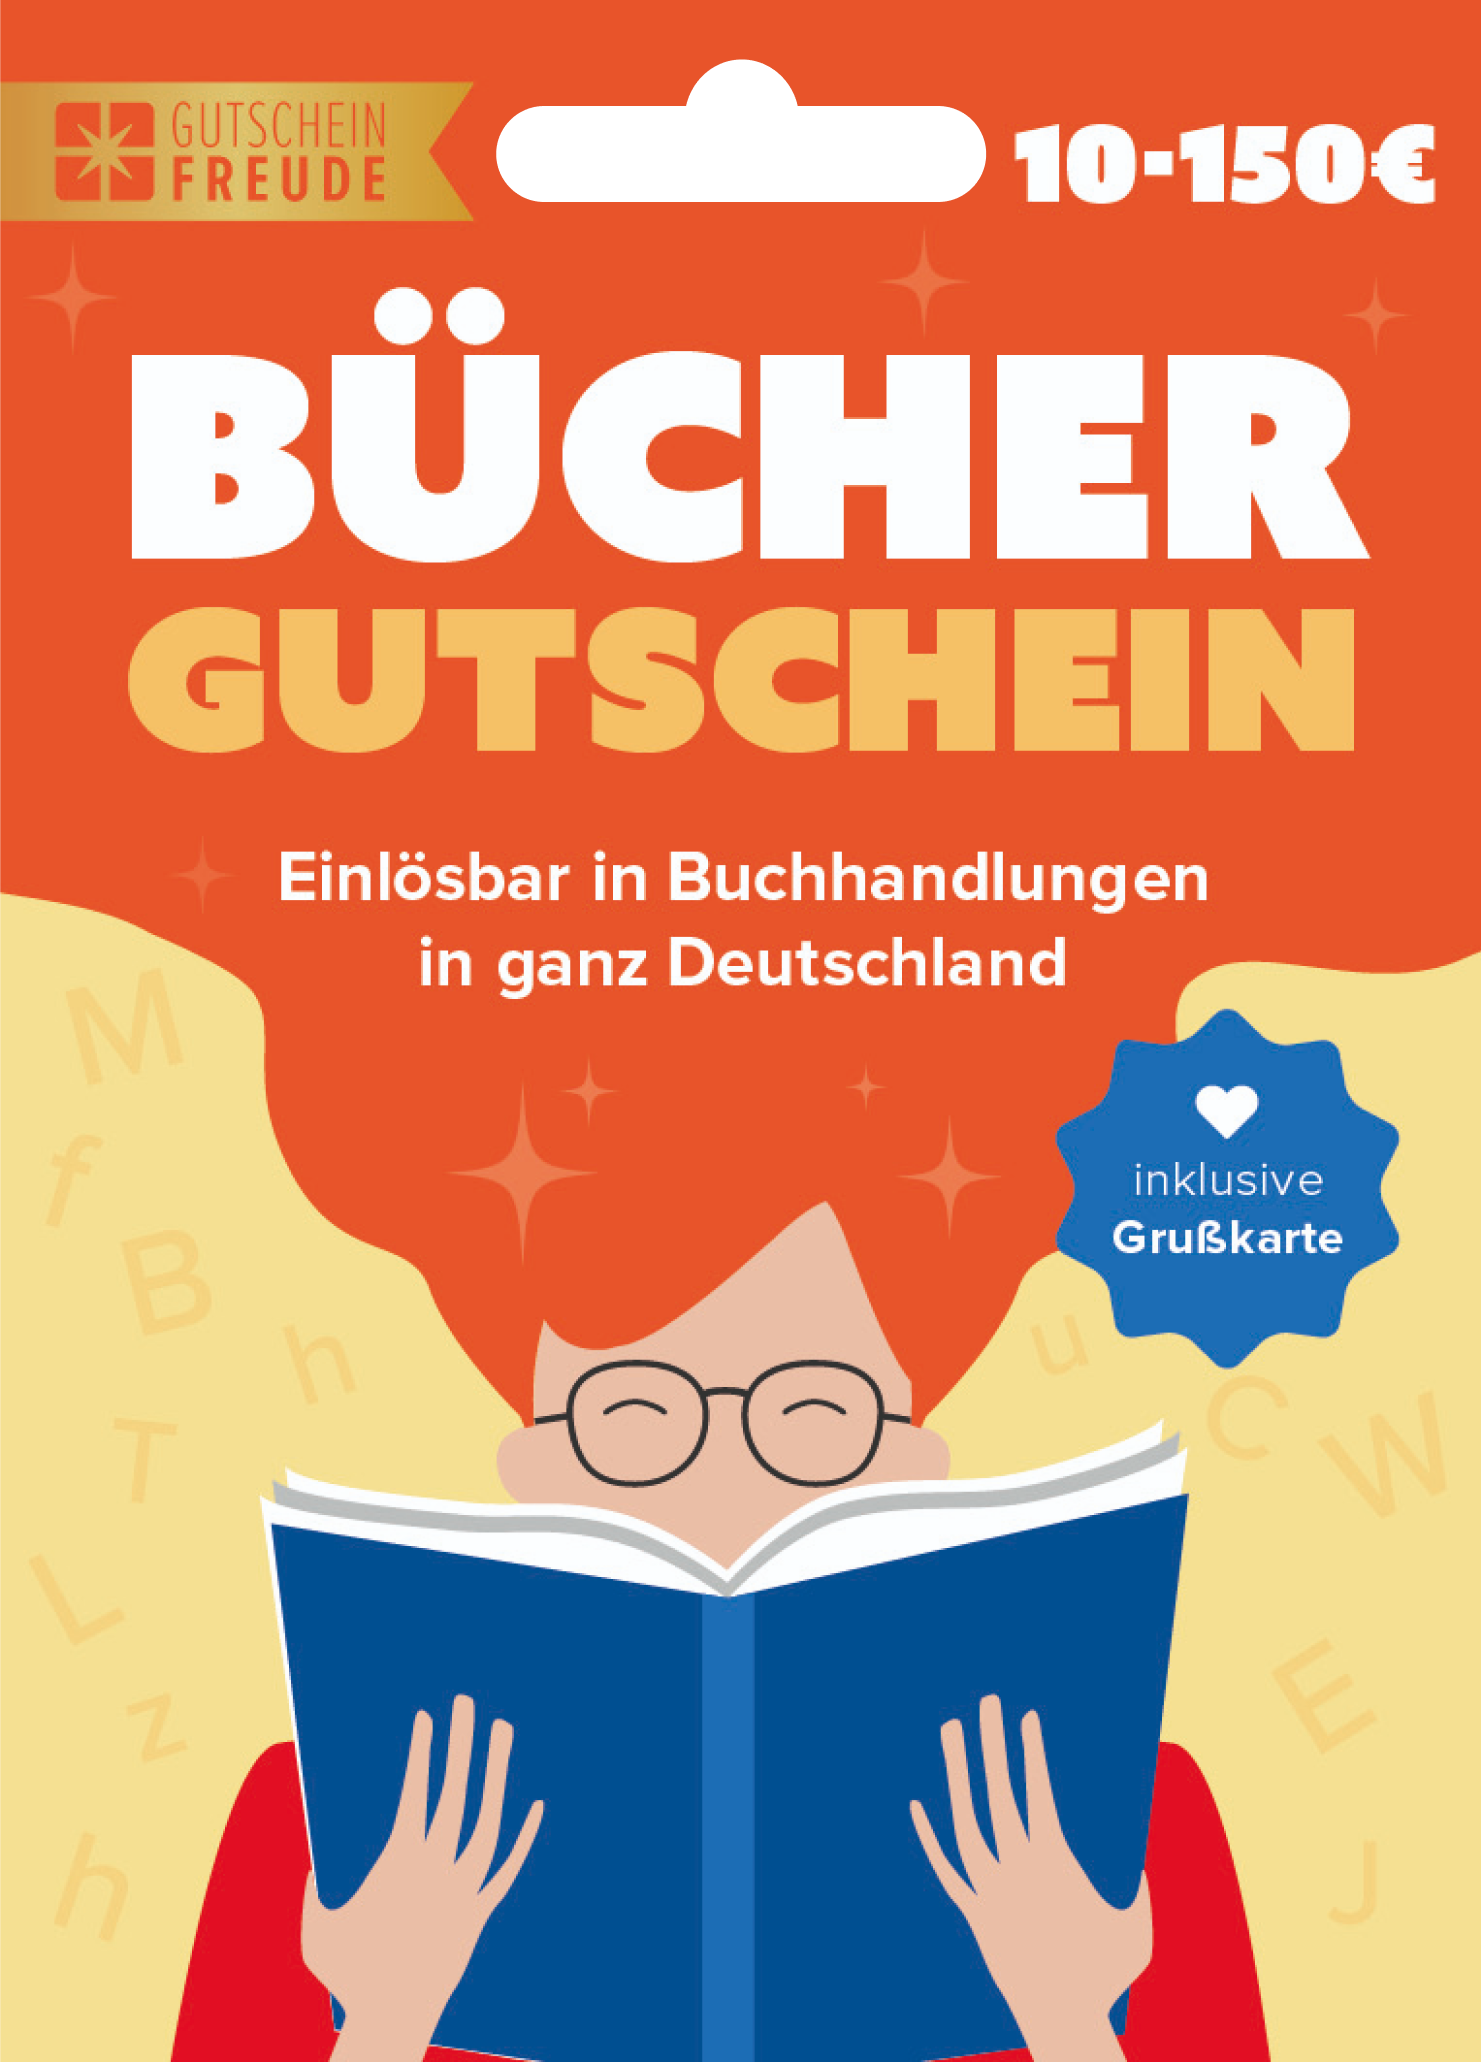 GUTSCHEIN
FREUDE
10-150€
BÜCHER
GUTSCHEIN
Einlösbar in Buchhandlungen
in ganz Deutschland
inklusive
Grußkarte
M
f
B
h
T
L
z
h
u
C
W
E
J